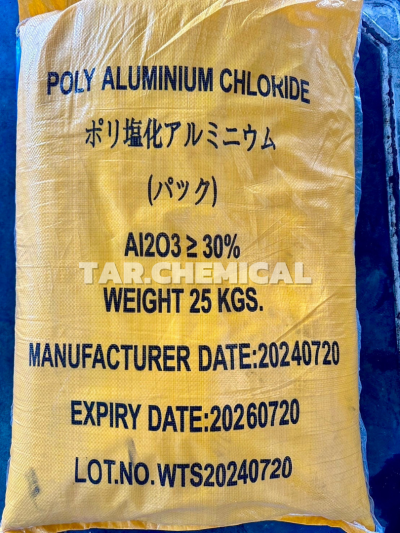 POLY ALUMINIUM CHLORIDE
ポリ塩化アルミニウム
(パック)
Al2O3 ≥ 30%
TAR.CHEMICAL
WEIGHT 25 KGS.
MANUFACTURER DATE:20240720
EXPIRY DATE:20260720
LOT.NO. WTS20240720